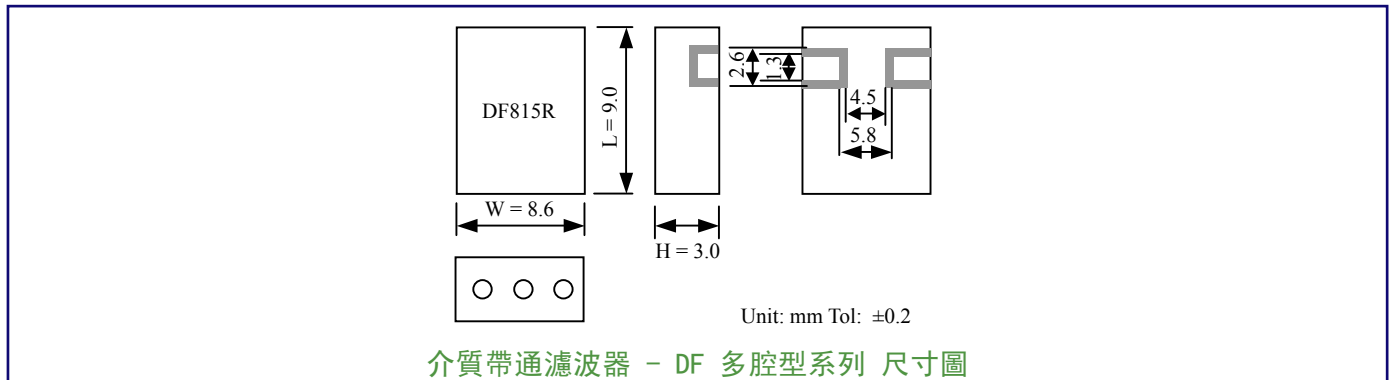 DF815R
L = 9.0
W = 8.6
H = 3.0
2.6
1.3
4.5
5.8
Unit: mm Tol: ±0.2
介質帶通濾波器 - DF 多腔型系列 尺寸圖